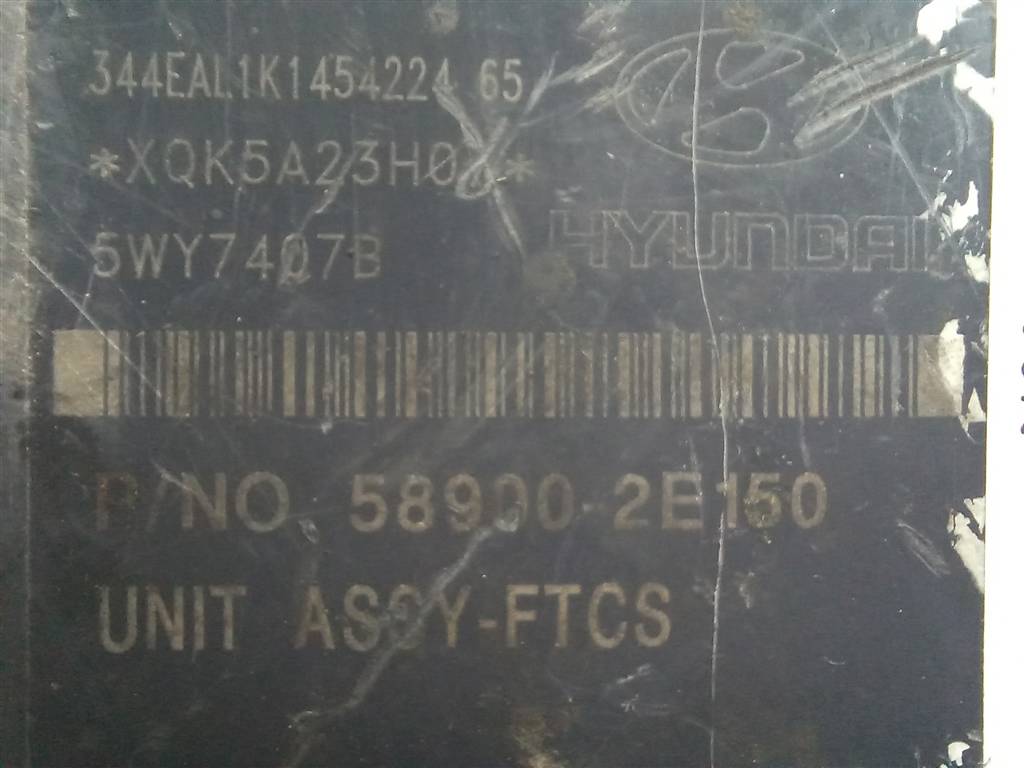 344EAL1K1454224 65
5WY7407B
HYUNDAI
P/NO. 58900-2E150
UNIT ASSY-FTCS